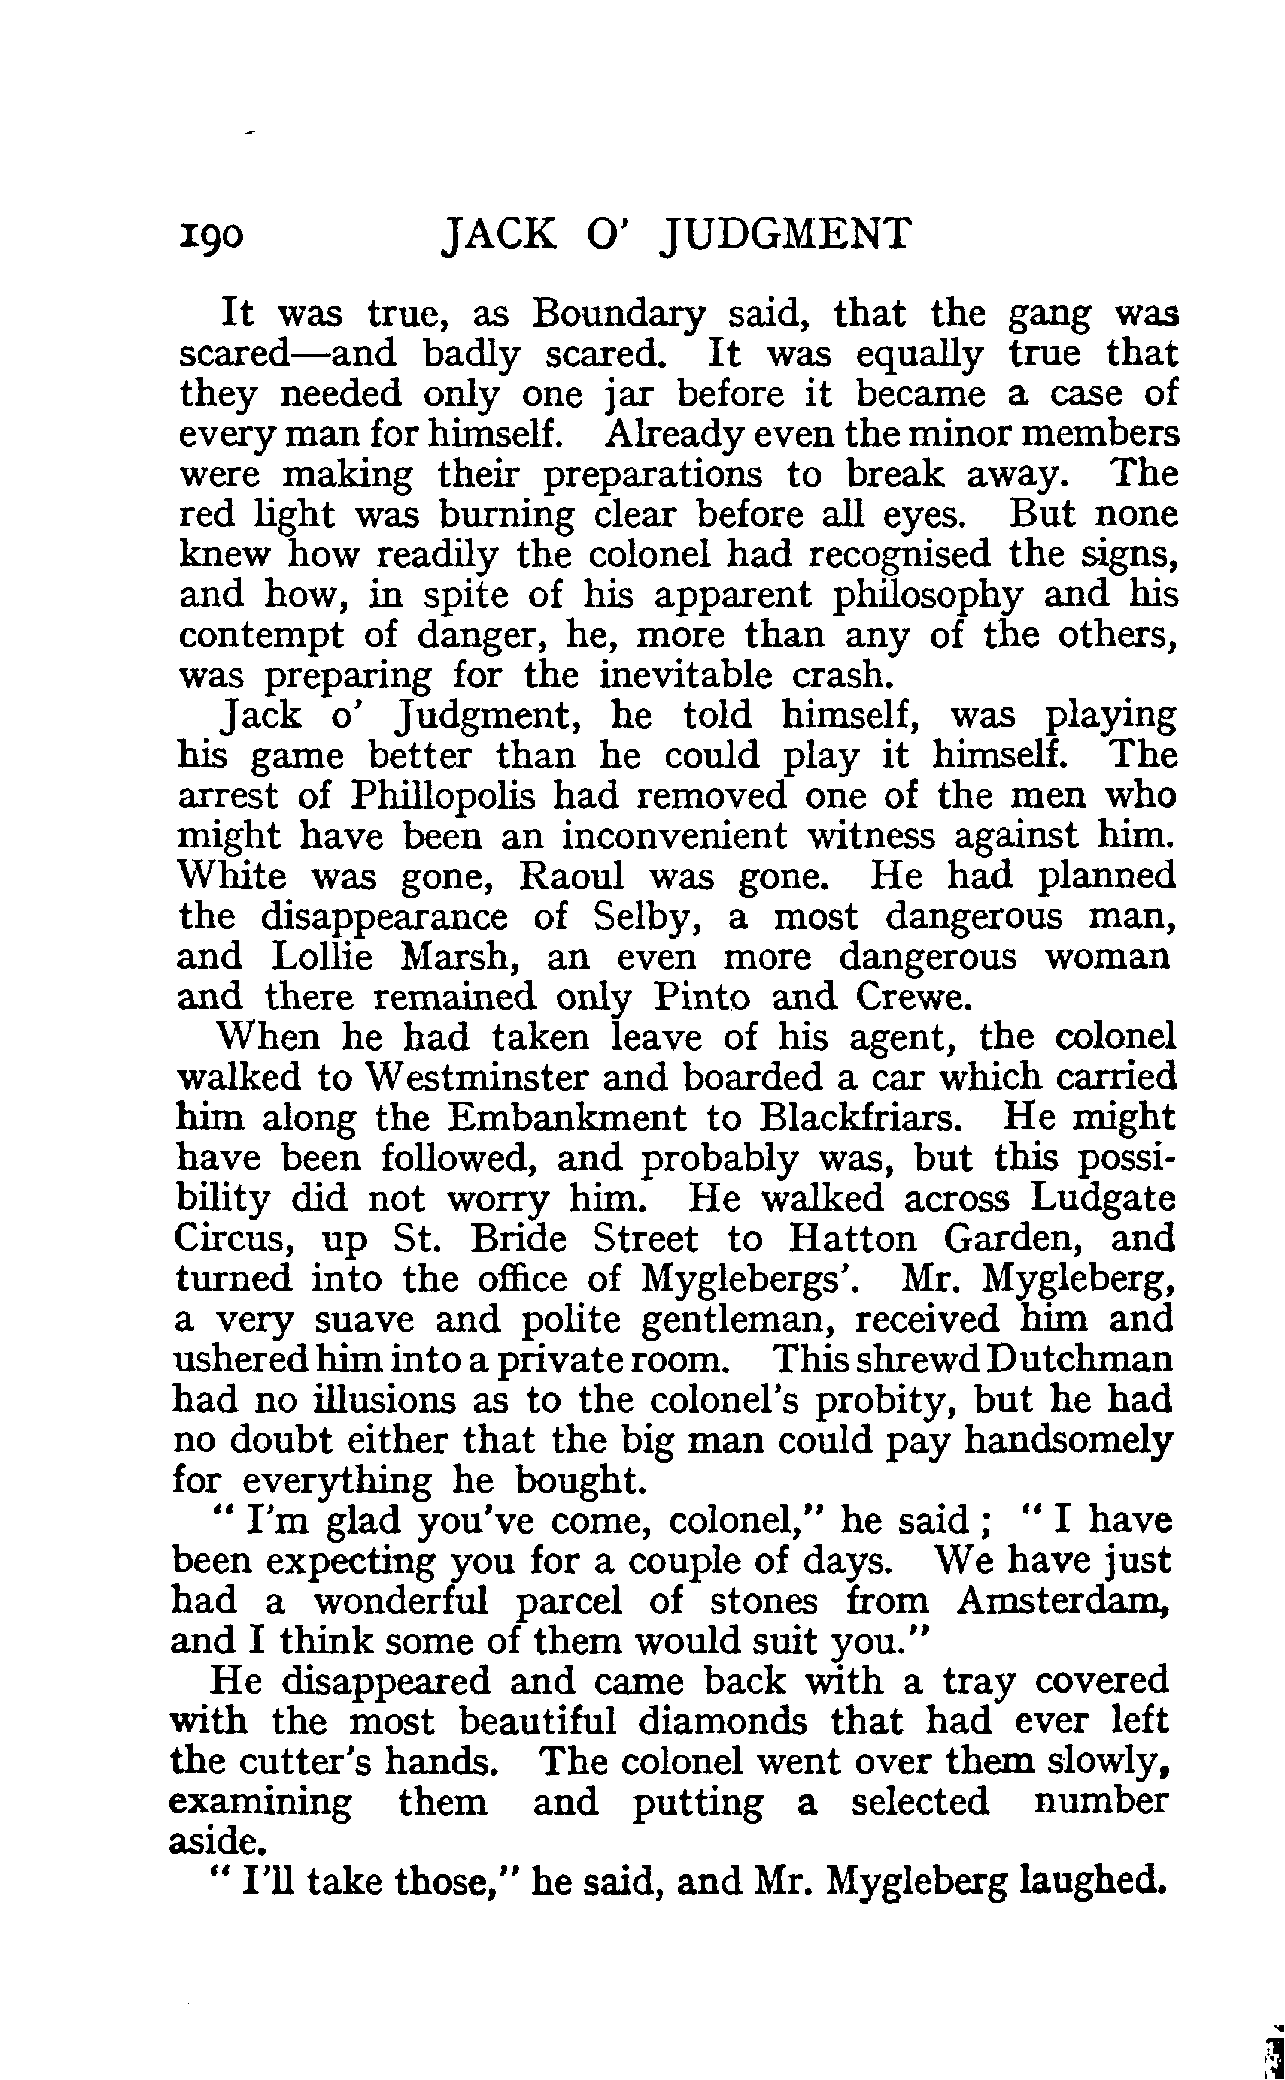 190 JACK O' JUDGMENT
It was true, as Boundary said, that the gang was
scared—and badly scared. It was equally true that
they needed only one jar before it became a case of
every man for himself. Already even the minor members
were making their preparations to break away. The
red light was burning clear before all eyes. But none
knew how readily the colonel had recognised the signs,
and how, in spite of his apparent philosophy and his
contempt of danger, he, more than any of the others,
was preparing for the inevitable crash.
Jack o' Judgment, he told himself, was playing
his game better than he could play it himself. The
arrest of Phillopolis had removed one of the men who
might have been an inconvenient witness against him.
White was gone, Raoul was gone. He had planned
the disappearance of Selby, a most dangerous man,
and Lollie Marsh, an even more dangerous woman
and there remained only Pinto and Crewe.
When he had taken leave of his agent, the colonel
walked to Westminster and boarded a car which carried
him along the Embankment to Blackfriars. He might
have been followed, and probably was, but this possi-
bility did not worry him. He walked across Ludgate
Circus, up St. Bride Street to Hatton Garden, and
turned into the office of Myglebergs'. Mr. Mygleberg,
a very suave and polite gentleman, received him and
ushered him into a private room. This shrewd Dutchman
had no illusions as to the colonel's probity, but he had
no doubt either that the big man could pay handsomely
for everything he bought.
" I'm glad you've come, colonel," he said ; " I have
been expecting you for a couple of days. We have just
had a wonderful parcel of stones from Amsterdam,
and I think some of them would suit you."
He disappeared and came back with a tray covered
with the most beautiful diamonds that had ever left
the cutter's hands. The colonel went over them slowly,
examining them and putting a selected number
aside.
" I'll take those," he said, and Mr. Mygleberg laughed.